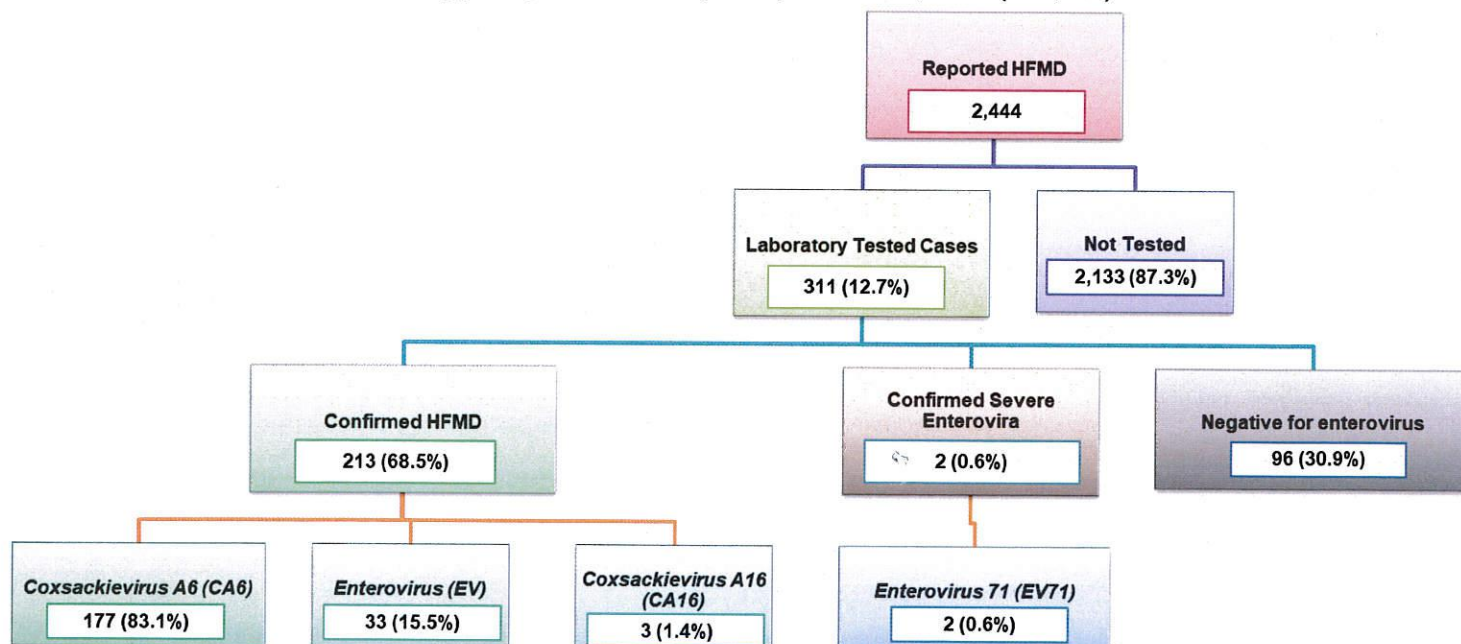 Reported HFMD
2,444
Laboratory Tested Cases
311 (12.7%)
Not Tested
2,133 (87.3%)
Confirmed HFMD
213 (68.5%)
Confirmed Severe
Enterovira
2 (0.6%)
Negative for enterovirus
96 (30.9%)
Coxsackievirus A6 (CA6)
177 (83.1%)
Enterovirus (EV)
33 (15.5%)
Coxsackievirus A16
(CA16)
3 (1.4%)
Enterovirus 71 (EV71)
2 (0.6%)